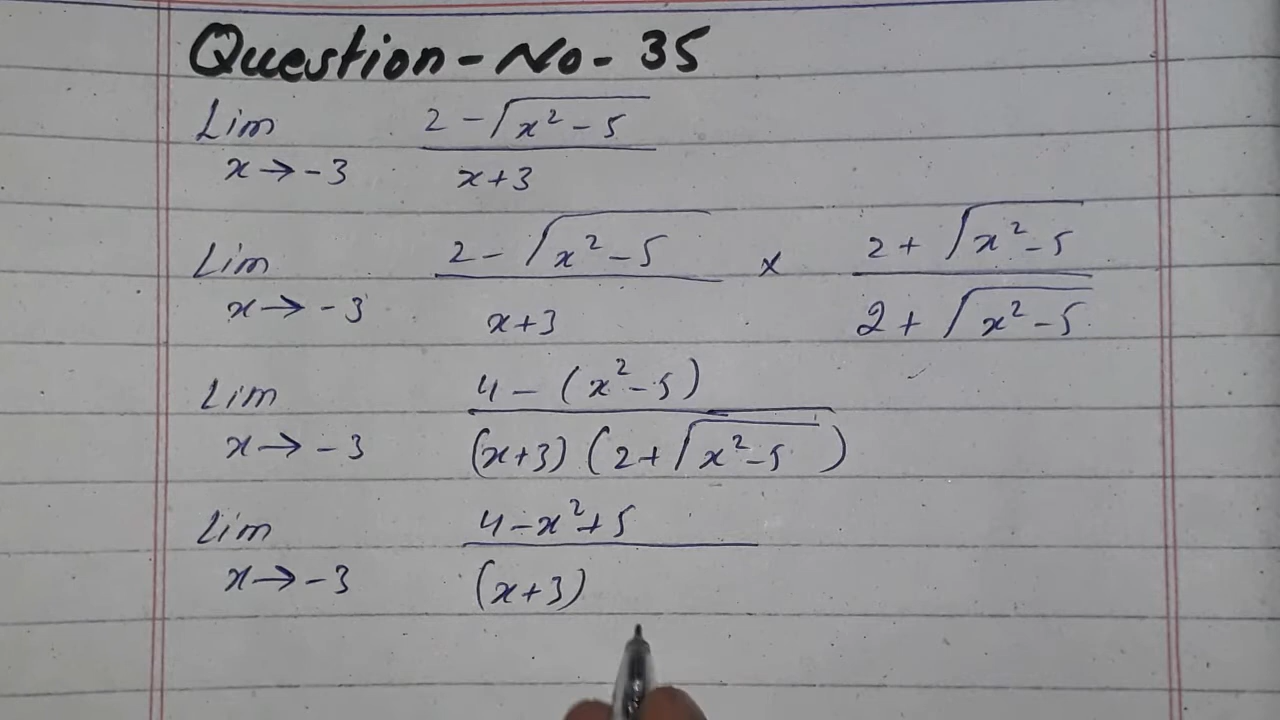 Question-No-35
Lim x→-3 2-√(x²-5) / x+3
Lim x→-3 2-√(x²-5) / x+3 × 2+√(x²-5) / 2+√(x²-5)
Lim x→-3 4-(x²-5) / (x+3)(2+√(x²-5))
Lim x→-3 4-x²+5 / (x+3)